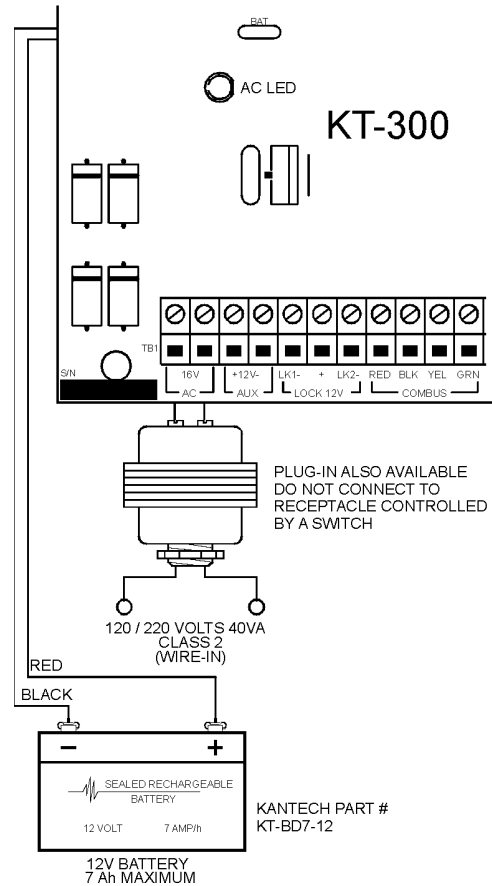 BAT
AC LED
KT-300
TB1
S/N
16V +12V- LK1- + LK2- RED BLK YEL GRN
AC AUX LOCK 12V COMBUS
PLUG-IN ALSO AVAILABLE
DO NOT CONNECT TO
RECEPTACLE CONTROLLED
BY A SWITCH
120 / 220 VOLTS 40VA
CLASS 2
(WIRE-IN)
RED
BLACK
– +
SEALED RECHARGEABLE
BATTERY
12 VOLT 7 AMP/h
KANTECH PART #
KT-BD7-12
12V BATTERY
7 Ah MAXIMUM